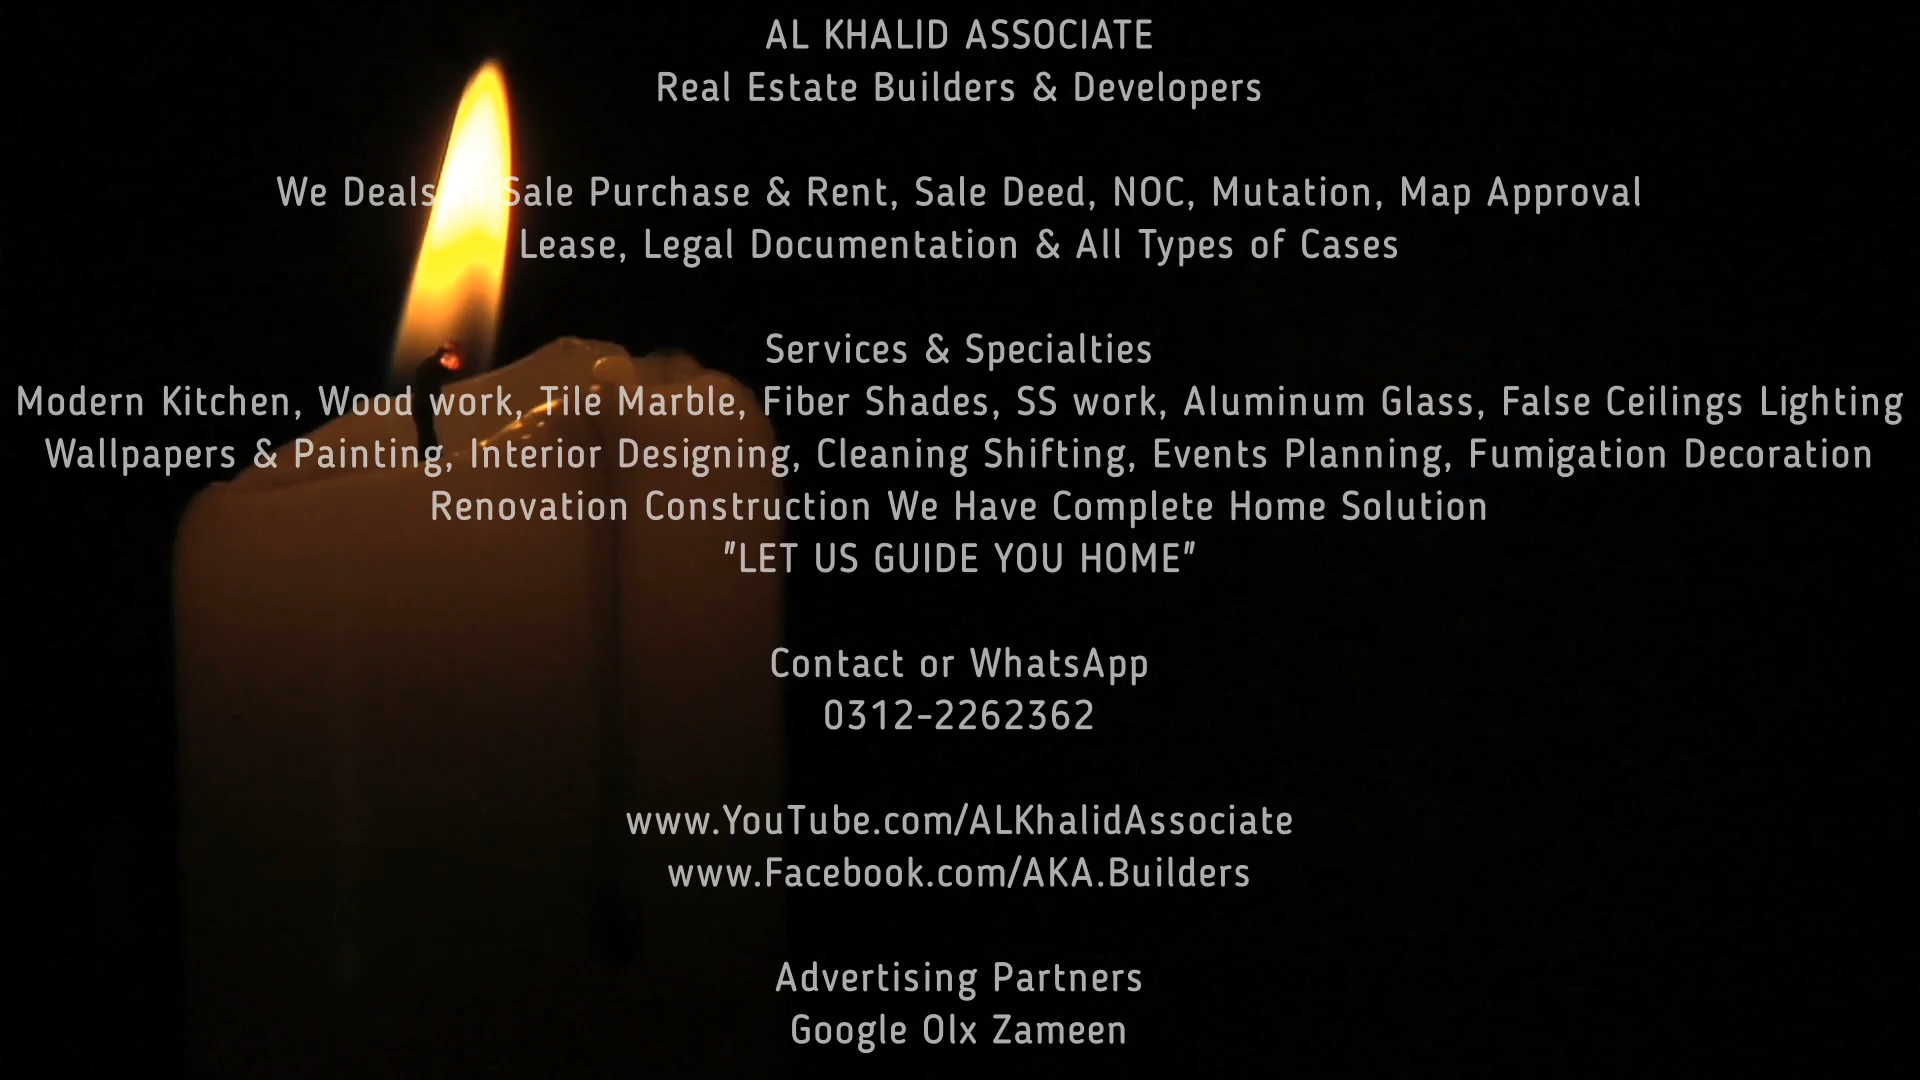 AL KHALID ASSOCIATE
Real Estate Builders & Developers
We Deals in Sale Purchase & Rent, Sale Deed, NOC, Mutation, Map Approval
Lease, Legal Documentation & All Types of Cases
Services & Specialties
Modern Kitchen, Wood work, Tile Marble, Fiber Shades, SS work, Aluminum Glass, False Ceilings Lighting
Wallpapers & Painting, Interior Designing, Cleaning Shifting, Events Planning, Fumigation Decoration
Renovation Construction We Have Complete Home Solution
"LET US GUIDE YOU HOME"
Contact or WhatsApp
0312-2262362
www.YouTube.com/ALKhalidAssociate
www.Facebook.com/AKA.Builders
Advertising Partners
Google Olx Zameen